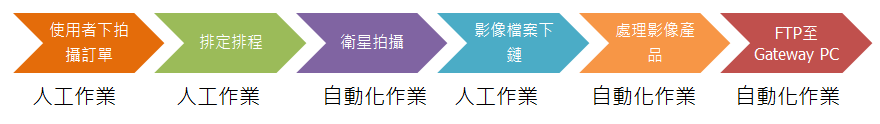 使用者下拍
攝訂單
排定排程
衛星拍攝
影像檔案下
鏈
處理影像產
品
FTP至
Gateway PC
人工作業
人工作業
自動化作業
人工作業
自動化作業
自動化作業